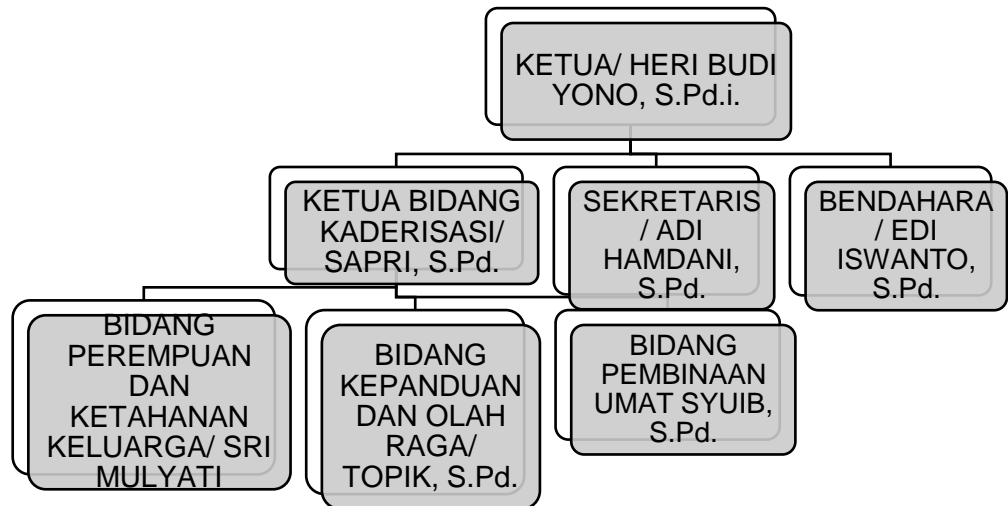 KETUA/ HERI BUDI
YONO, S.Pd.i.
KETUA BIDANG
KADERISASI/
SAPRI, S.Pd.
SEKRETARIS
/ ADI
HAMDANI,
S.Pd.
BENDAHARA
/ EDI
ISWANTO,
S.Pd.
BIDANG
PEREMPUAN
DAN
KETAHANAN
KELUARGA/ SRI
MULYATI
BIDANG
KEPANDUAN
DAN OLAH
RAGA/
TOPIK, S.Pd.
BIDANG
PEMBINAAN
UMAT SYUIB,
S.Pd.